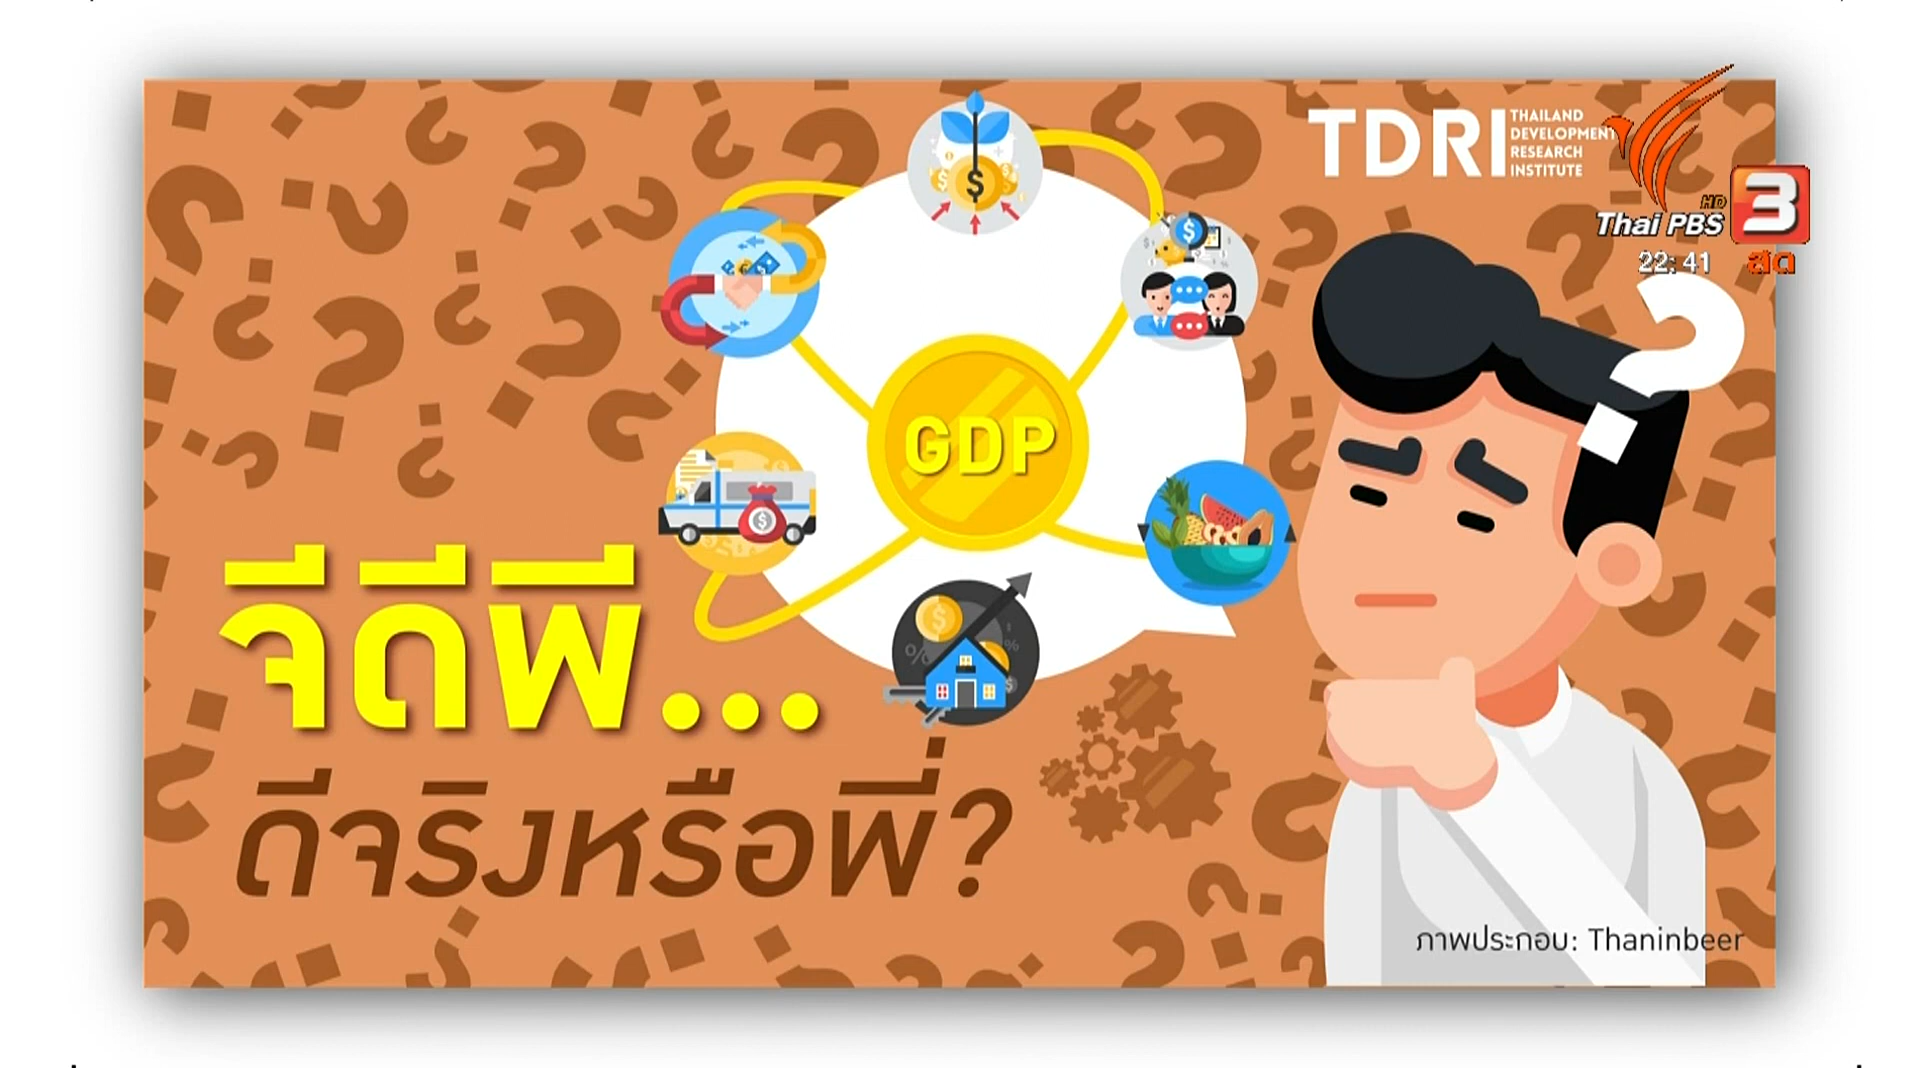 TDRI
THAILAND
DEVELOPMENT
RESEARCH
INSTITUTE
HD
Thai PBS
3
22:41 สด
GDP
จีดีพี...
ดีจริงหรือพี่?
ภาพประกอบ: Thaninbeer